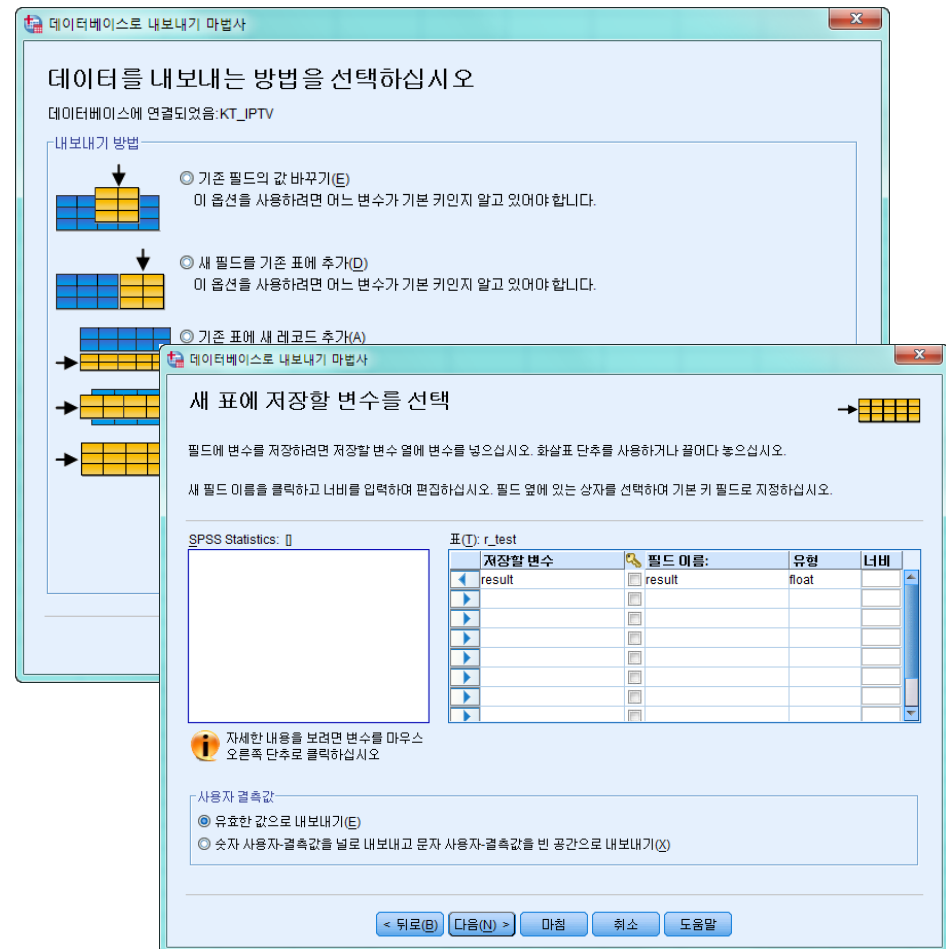 데이터베이스로 내보내기 마법사
데이터를 내보내는 방법을 선택하십시오
데이터베이스에 연결되었음:KT_IPTV
내보내기 방법
기존 필드의 값 바꾸기(E)
이 옵션을 사용하려면 어느 변수가 기본 키인지 알고 있어야 합니다.
새 필드를 기존 표에 추가(D)
이 옵션을 사용하려면 어느 변수가 기본 키인지 알고 있어야 합니다.
기존 표에 새 레코드 추가(A)
데이터베이스로 내보내기 마법사
새 표에 저장할 변수를 선택
필드에 변수를 저장하려면 저장할 변수 열에 변수를 넣으십시오. 화살표 단추를 사용하거나 끌어다 놓으십시오.
새 필드 이름을 클릭하고 너비를 입력하여 편집하십시오. 필드 옆에 있는 상자를 선택하여 기본 키 필드로 지정하십시오.
SPSS Statistics: []
표(T): r_test
저장할 변수 필드 이름: 유형 너비
result result float
자세한 내용을 보려면 변수를 마우스
오른쪽 단추로 클릭하십시오
사용자 결측값
유효한 값으로 내보내기(E)
숫자 사용자-결측값을 널로 내보내고 문자 사용자-결측값을 빈 공간으로 내보내기(X)
< 뒤로(B) 다음(N) > 마침 취소 도움말